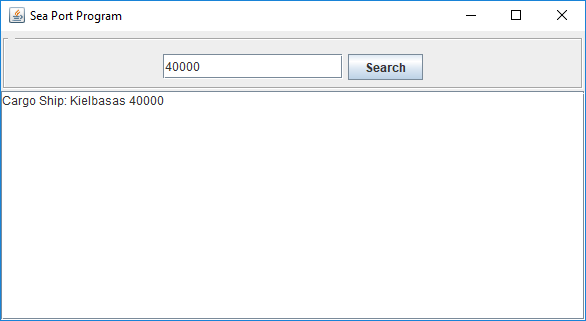 Sea Port Program
40000
Search
Cargo Ship: Kielbasas 40000